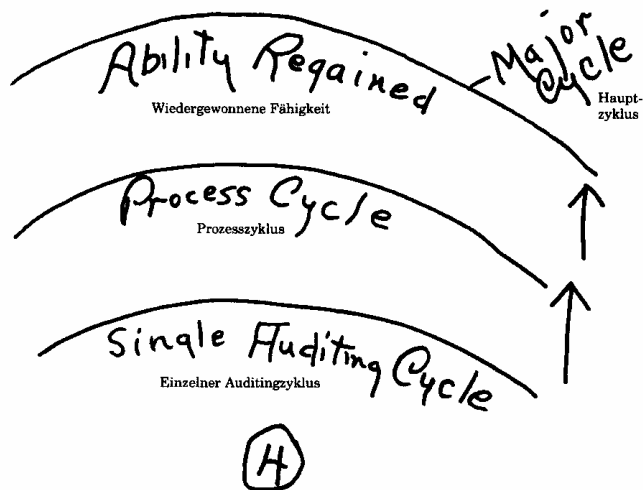 Ability Regained
Wiedergewonnene Fähigkeit
Major
Cycle
Haupt-
zyklus
Process Cycle
Prozesszyklus
Single Auditing Cycle
Einzelner Auditingzyklus
H